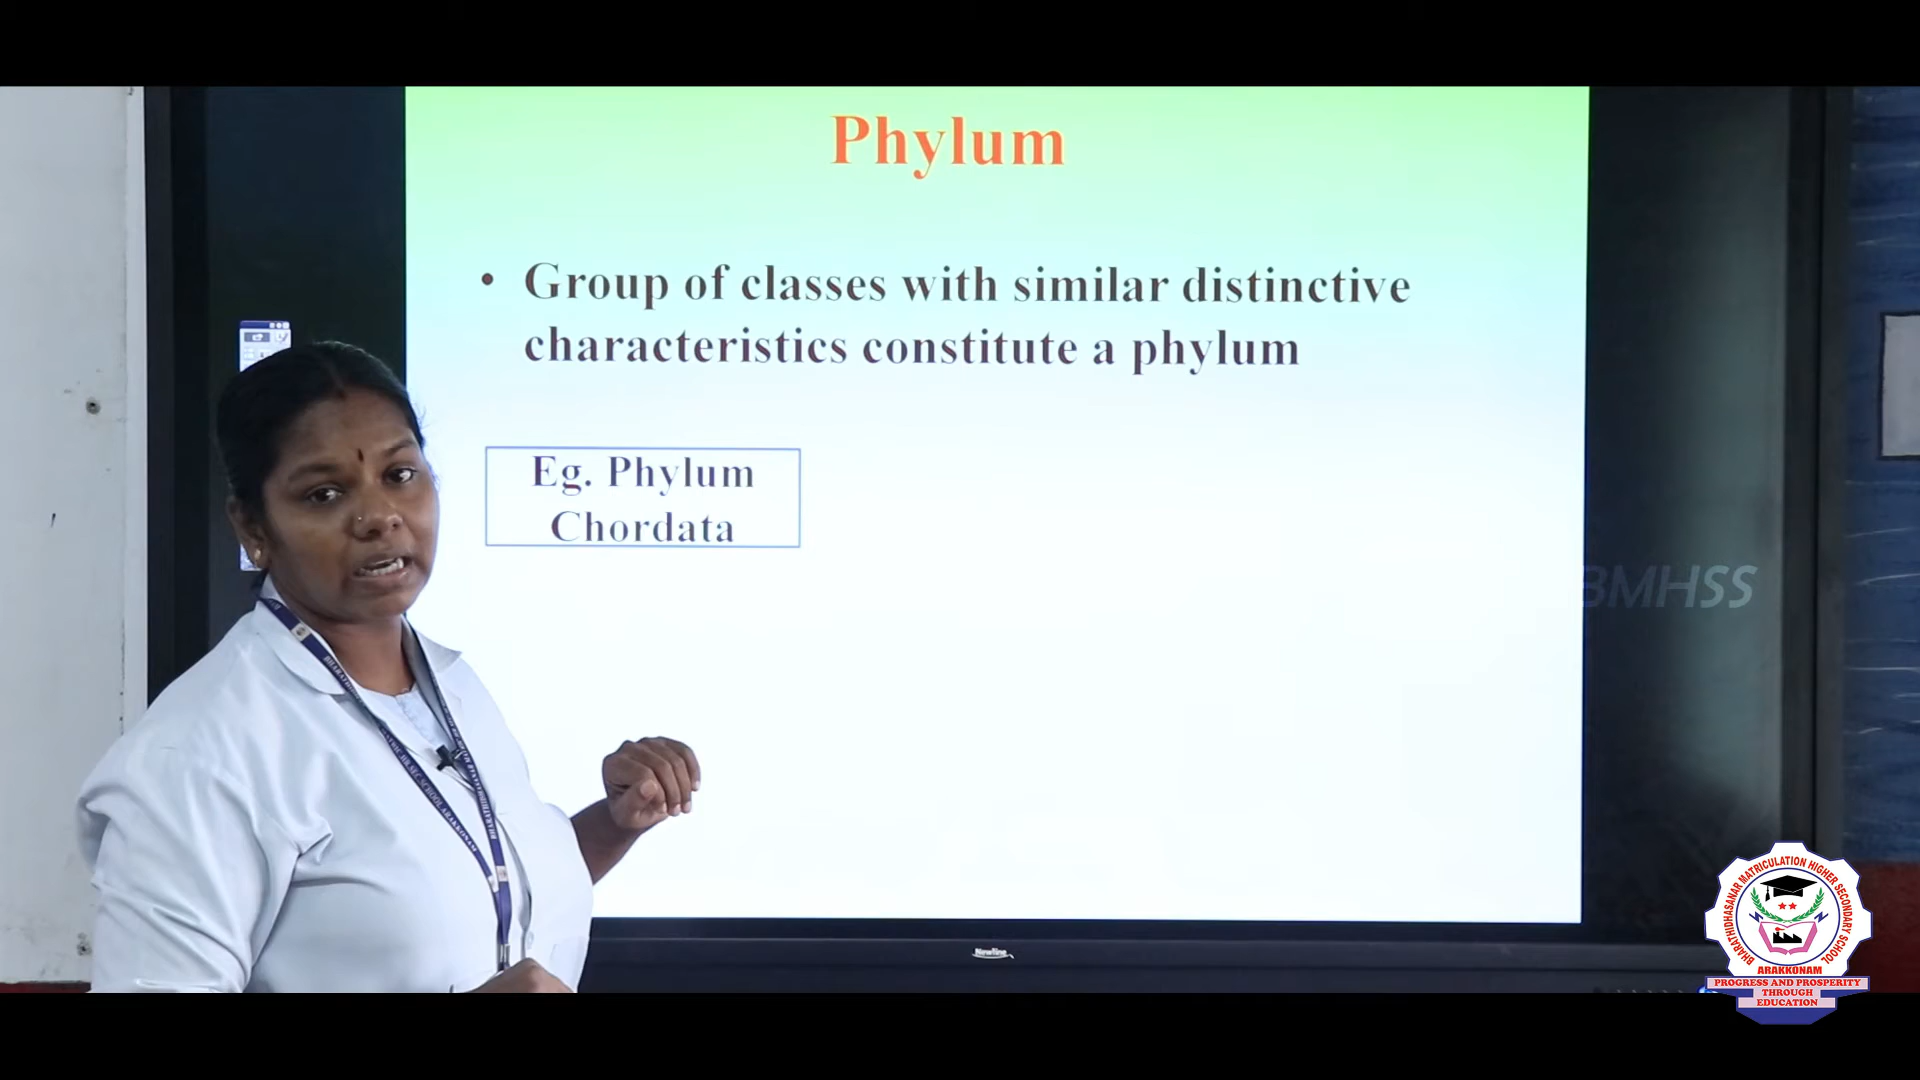 Phylum
• Group of classes with similar distinctive
characteristics constitute a phylum
Eg. Phylum
Chordata
BMHSS
NewLine
BHARATHIDHASANAR MATRICULATION HIGHER SECONDARY SCHOOL
ARAKKONAM
PROGRESS AND PROSPERITY
THROUGH
EDUCATION